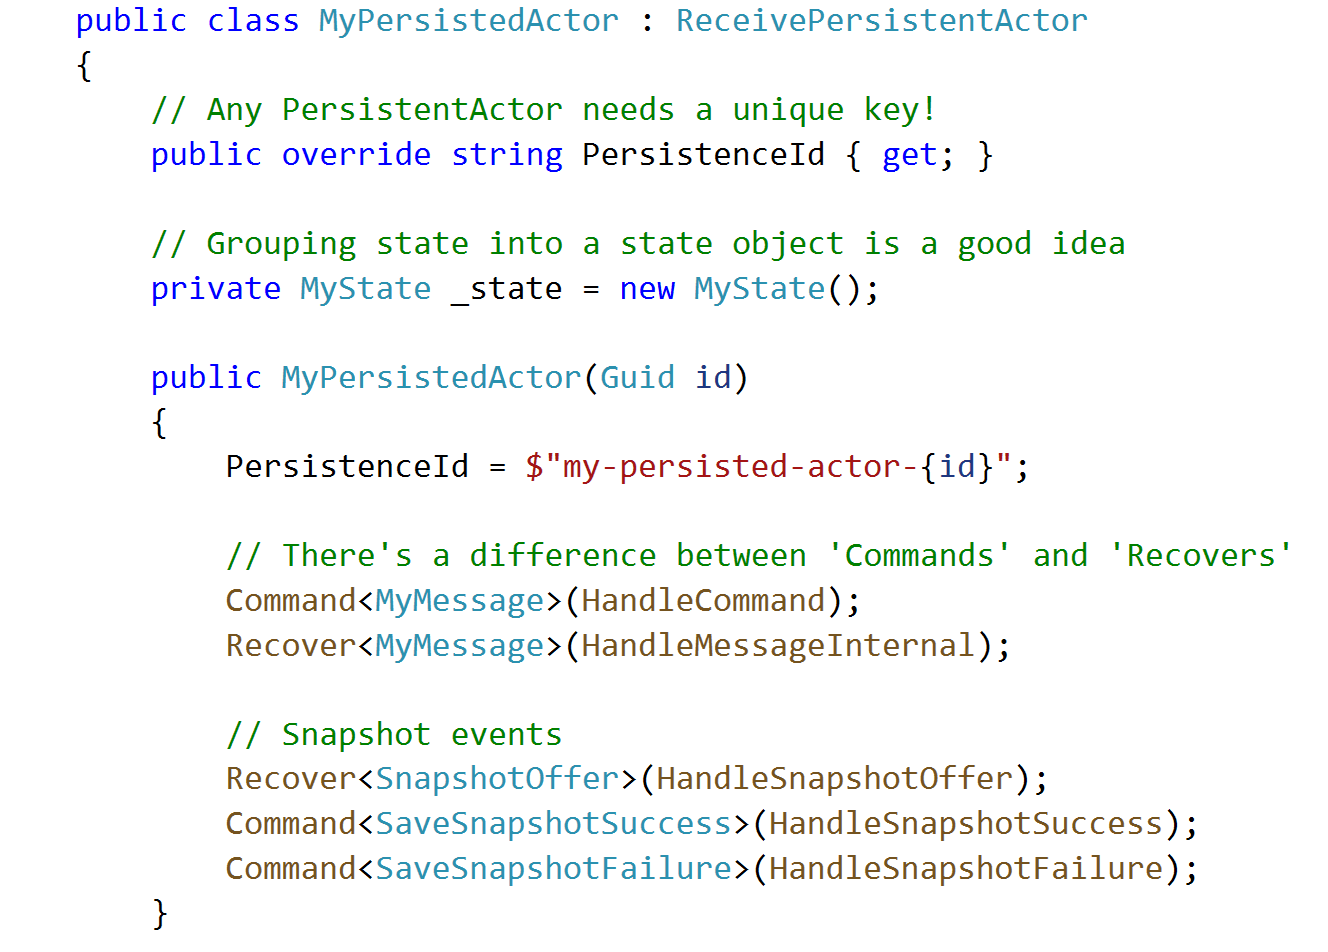 public class MyPersistedActor : ReceivePersistentActor
{
    // Any PersistentActor needs a unique key!
    public override string PersistenceId { get; }

    // Grouping state into a state object is a good idea
    private MyState _state = new MyState();

    public MyPersistedActor(Guid id)
    {
        PersistenceId = $"my-persisted-actor-{id}";

        // There's a difference between 'Commands' and 'Recovers'
        Command<MyMessage>(HandleCommand);
        Recover<MyMessage>(HandleMessageInternal);

        // Snapshot events
        Recover<SnapshotOffer>(HandleSnapshotOffer);
        Command<SaveSnapshotSuccess>(HandleSnapshotSuccess);
        Command<SaveSnapshotFailure>(HandleSnapshotFailure);
    }